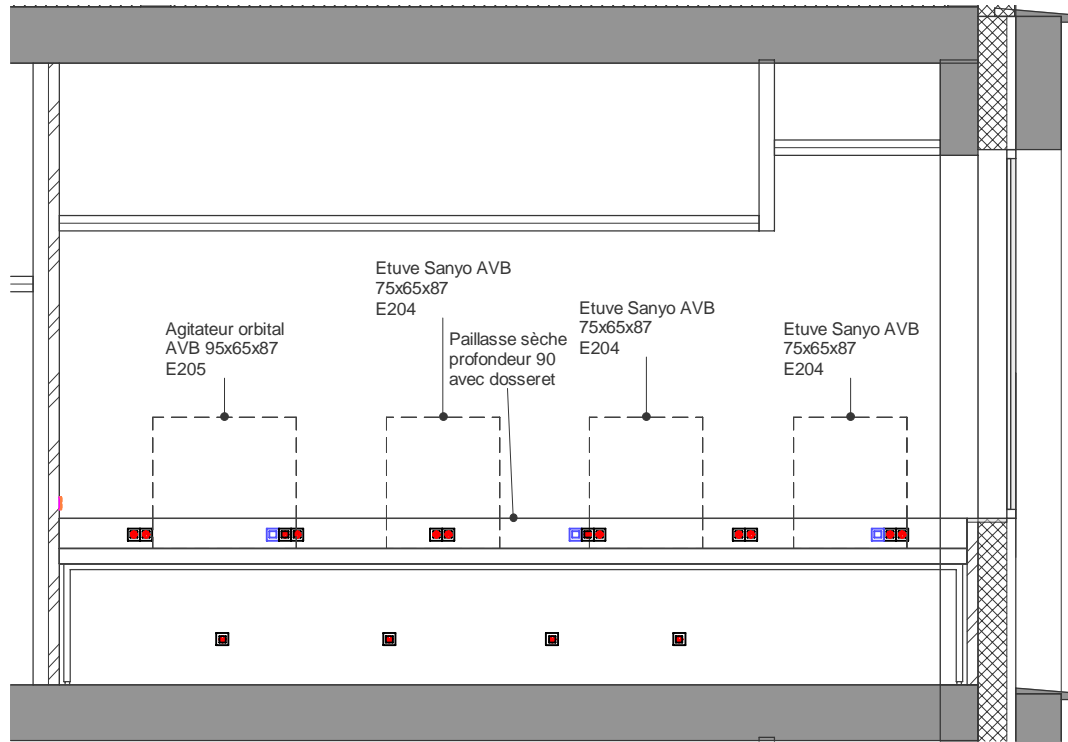 Etuve Sanyo AVB
75x65x87
E204
Agitateur orbital
AVB 95x65x87
E205
Paillasse sèche
profondeur 90
avec dosseret
Etuve Sanyo AVB
75x65x87
E204
Etuve Sanyo AVB
75x65x87
E204